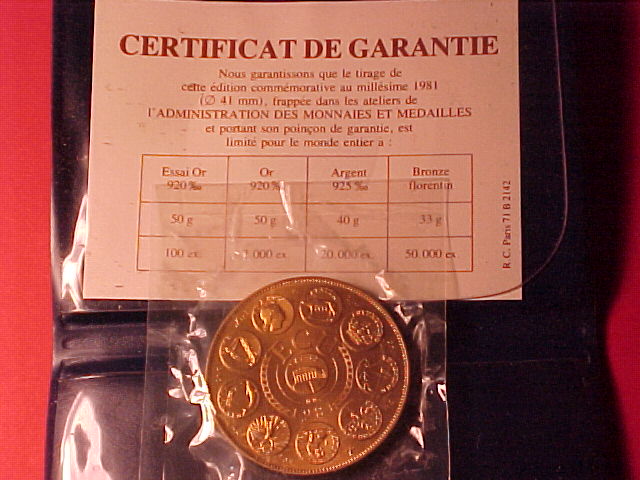 CERTIFICAT DE GARANTIE
Nous garantissons que le tirage de
cette édition commémorative au millésime 1981
(∅ 41 mm), frappée dans les ateliers de
l'ADMINISTRATION DES MONNAIES ET MEDAILLES
et portant son poinçon de garantie, est
limité pour le monde entier a :
Essai Or Or Argent Bronze
920 ‰ 920 ‰ 925 ‰ florentin
50 g 50 g 40 g 33 g
100 ex. 1.000 ex. 20.000 ex. 50.000 ex.
R.C. Paris 71 B 2142
ECU
1981